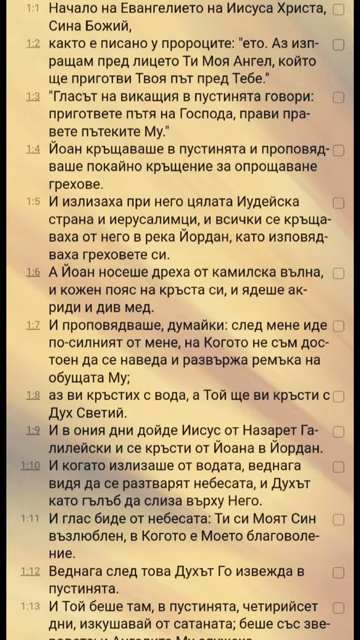 1:1 Начало на Евангелието на Иисуса Христа,
Сина Божий,
1:2 както е писано у пророците: "ето. Аз изп-
ращам пред лицето Ти Моя Ангел, който
ще приготви Твоя път пред Тебе."
1:3 "Гласът на викащия в пустинята говори:
пригответе пътя на Господа, прави пра-
вете пътеките Му."
1:4 Йоан кръщаваше в пустинята и проповяд-
ваше покайно кръщение за опрощаване
грехове.
1:5 И излизаха при него цялата Иудейска
страна и иерусалимци, и всички се кръща-
ваха от него в река Йордан, като изповяд-
ваха греховете си.
1:6 А Йоан носеше дреха от камилска вълна,
и кожен пояс на кръста си, и ядеше ак-
риди и див мед.
1:7 И проповядваше, думайки: след мене иде
по-силният от мене, на Когото не съм дос-
тоен да се наведа и развържа ремъка на
обущата Му;
1:8 аз ви кръстих с вода, а Той ще ви кръсти с
Дух Светий.
1:9 И в ония дни дойде Иисус от Назарет Га-
лилейски и се кръсти от Йоана в Йордан.
1:10 И когато излизаше от водата, веднага
видя да се разтварят небесата, и Духът
като гълъб да слиза върху Него.
1:11 И глас биде от небесата: Ти си Моят Син
възлюблен, в Когото е Моето благоволе-
ние.
1:12 Веднага след това Духът Го извежда в
пустинята.
1:13 И Той беше там, в пустинята, четирийсет
дни, изкушавай от сатаната; беше със зве-